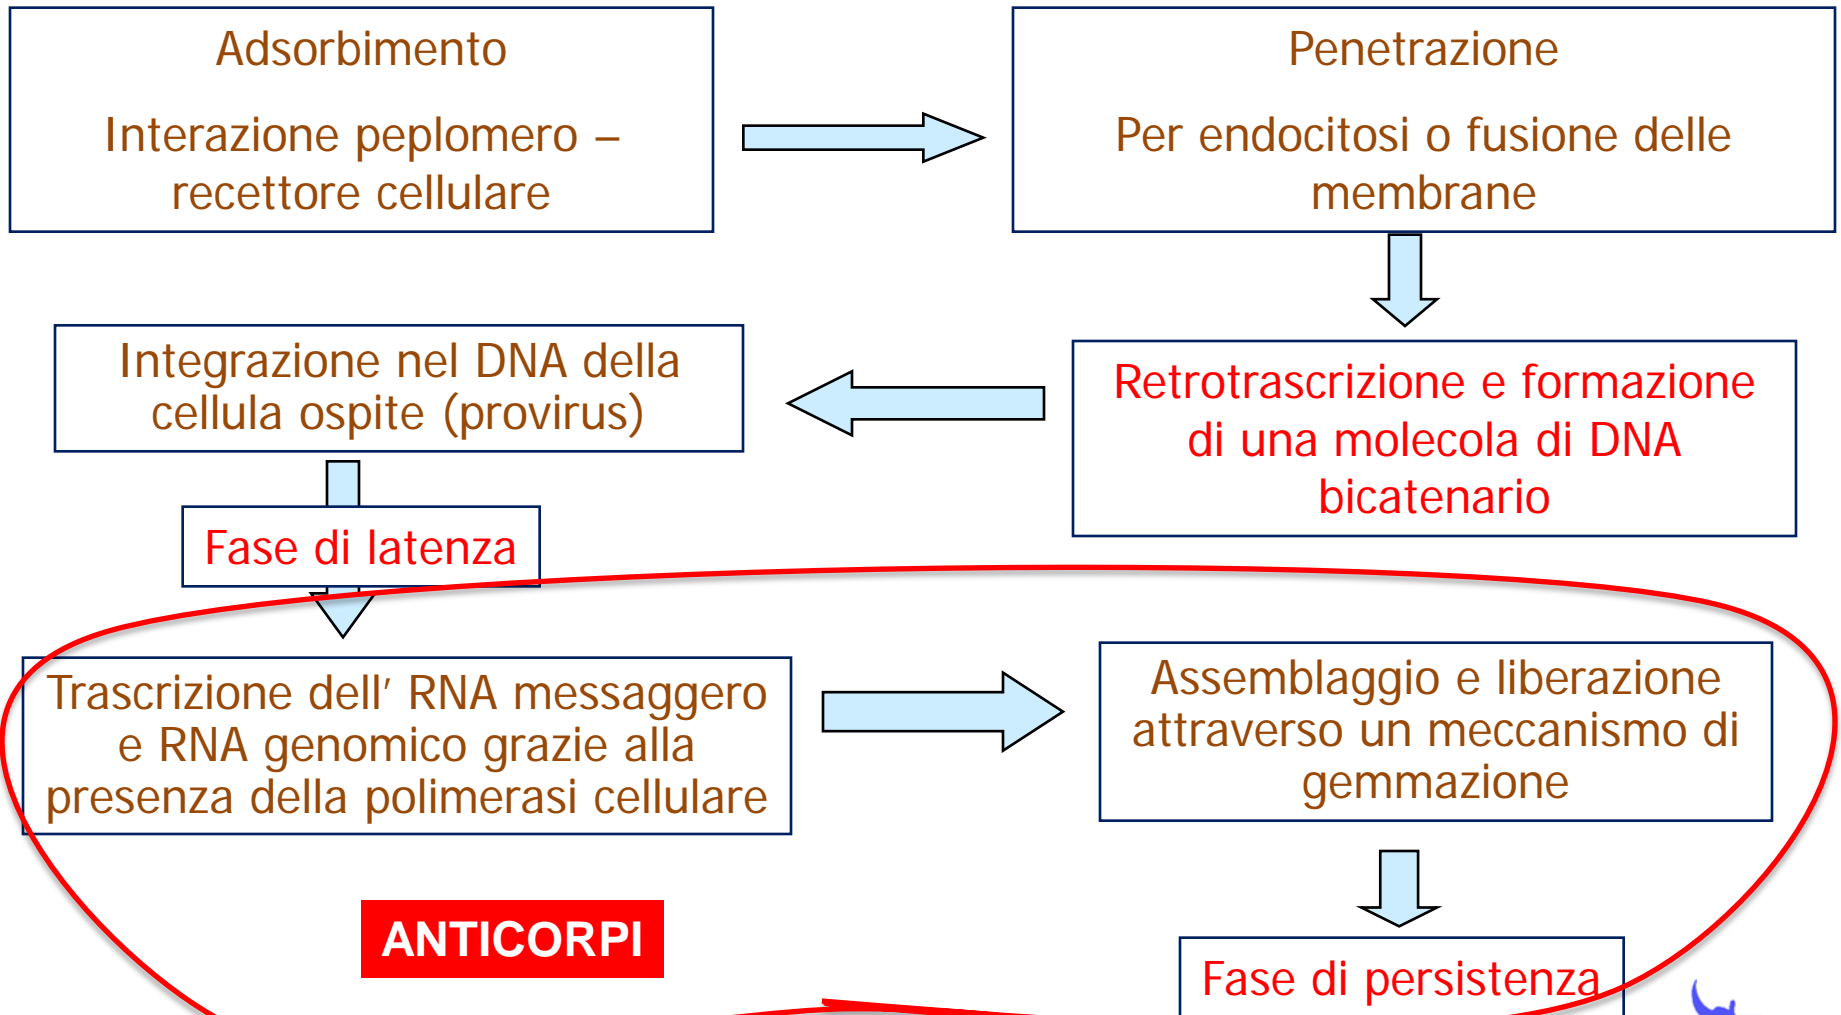 Adsorbimento
Interazione peplomero –
recettore cellulare
Penetrazione
Per endocitosi o fusione delle
membrane
Retrotrascrizione e formazione
di una molecola di DNA
bicatenario
Integrazione nel DNA della
cellula ospite (provirus)
Fase di latenza
Trascrizione dell’ RNA messaggero
e RNA genomico grazie alla
presenza della polimerasi cellulare
Assemblaggio e liberazione
attraverso un meccanismo di
gemmazione
ANTICORPI
Fase di persistenza